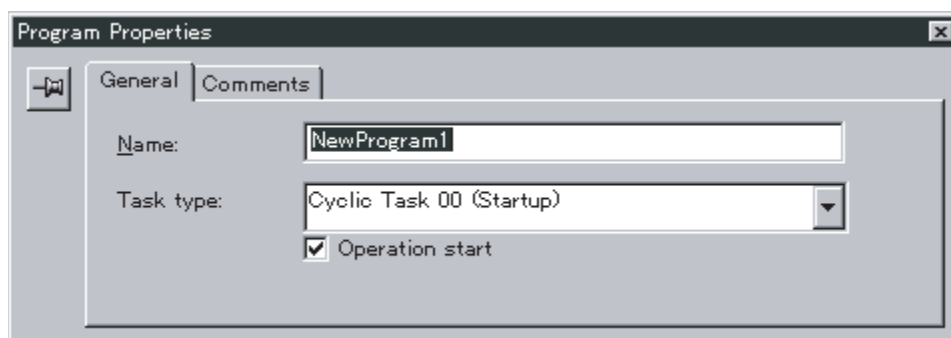 Program Properties
General
Comments
Name:
NewProgram1
Task type:
Cyclic Task 00 (Startup)
Operation start